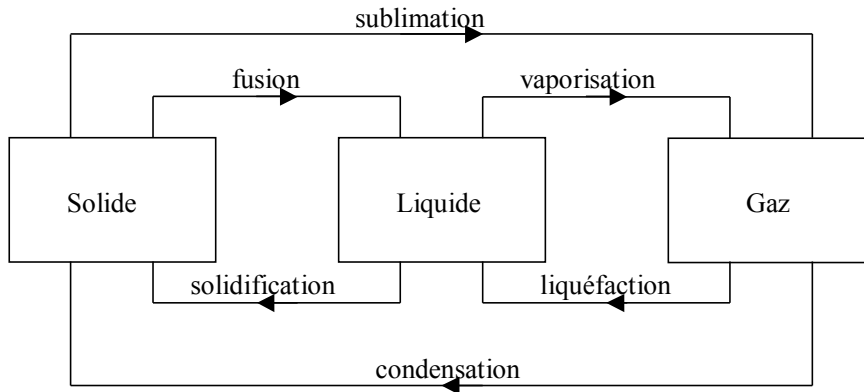 sublimation
fusion
vaporisation
Solide
Liquide
Gaz
solidification
liquéfaction
condensation